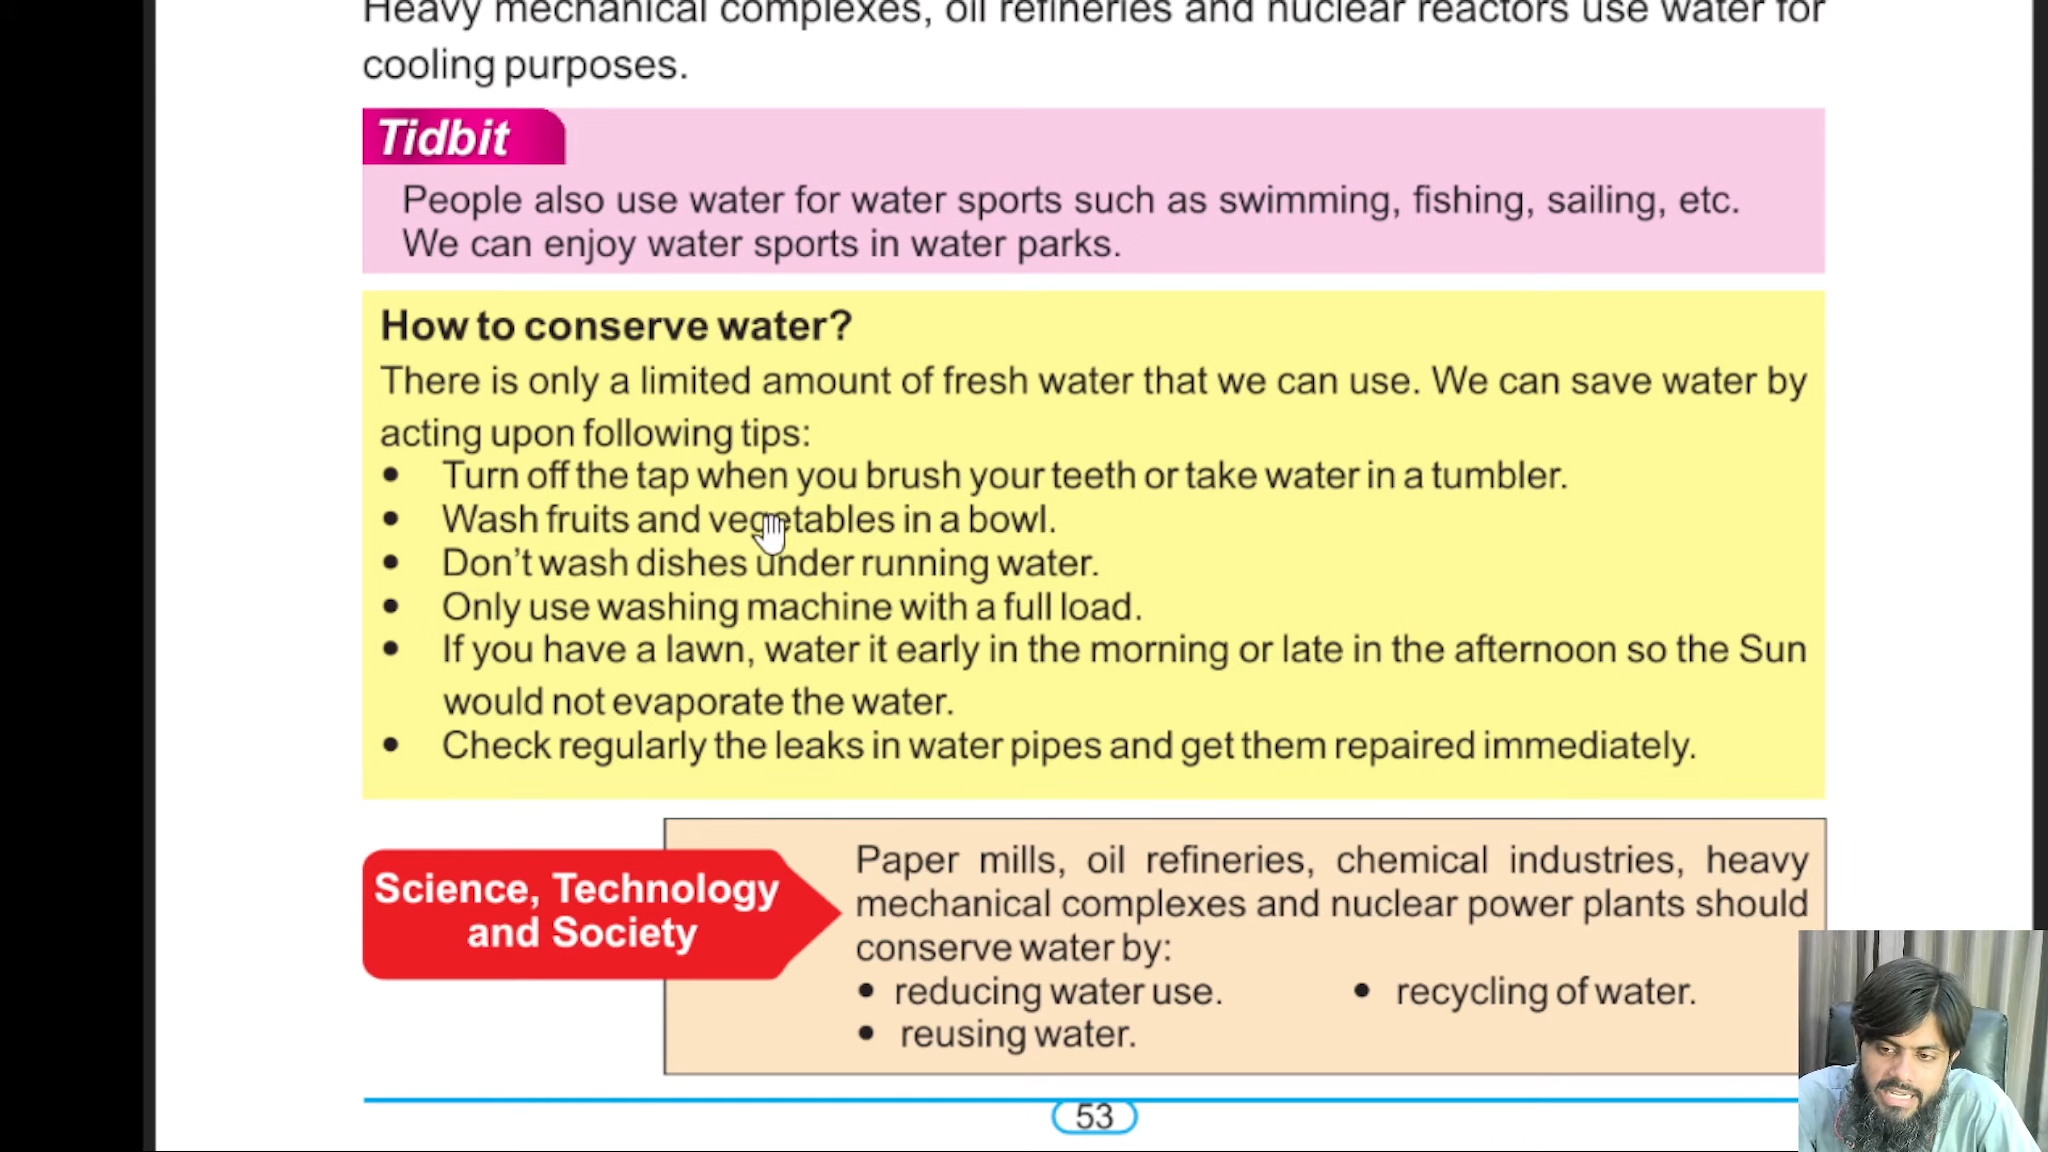 Heavy mechanical complexes, oil refineries and nuclear reactors use water for
cooling purposes.
Tidbit
People also use water for water sports such as swimming, fishing, sailing, etc.
We can enjoy water sports in water parks.
How to conserve water?
There is only a limited amount of fresh water that we can use. We can save water by
acting upon following tips:
• Turn off the tap when you brush your teeth or take water in a tumbler.
• Wash fruits and vegetables in a bowl.
• Don't wash dishes under running water.
• Only use washing machine with a full load.
• If you have a lawn, water it early in the morning or late in the afternoon so the Sun
would not evaporate the water.
• Check regularly the leaks in water pipes and get them repaired immediately.
Science, Technology
and Society
Paper mills, oil refineries, chemical industries, heavy
mechanical complexes and nuclear power plants should
conserve water by:
• reducing water use. • recycling of water.
• reusing water.
53